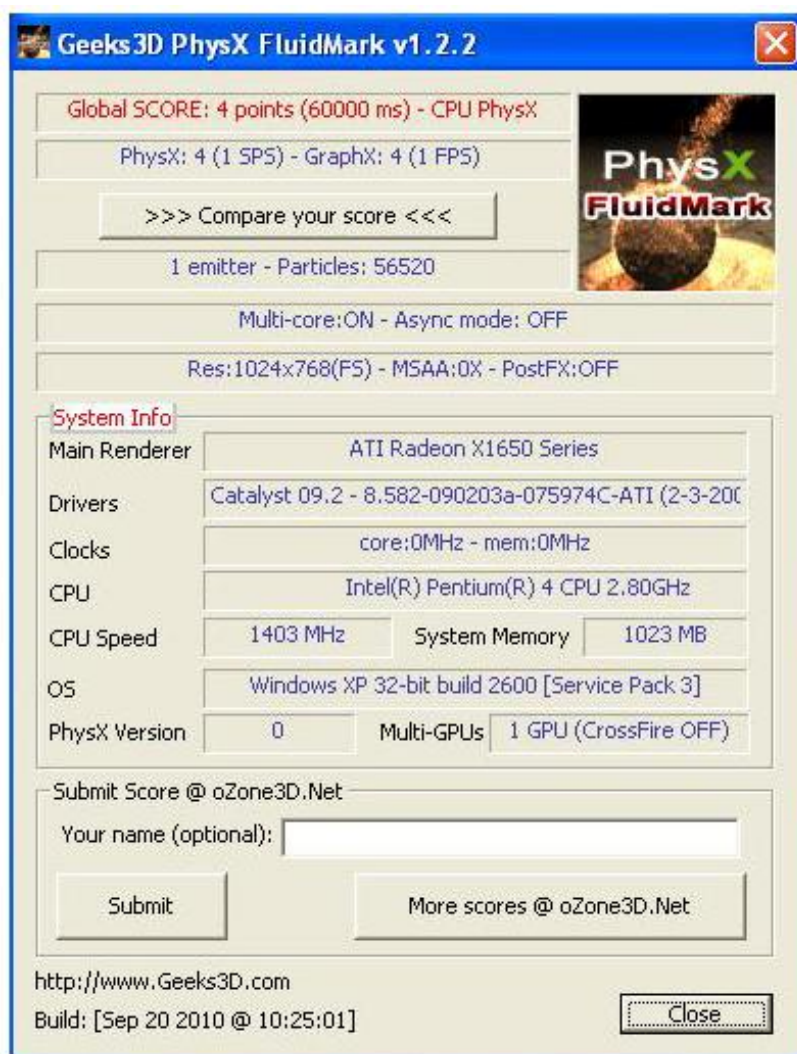 Geeks3D PhysX FluidMark v1.2.2
Global SCORE: 4 points (60000 ms) - CPU PhysX
PhysX: 4 (1 SPS) - GraphX: 4 (1 FPS)
PhysX
FluidMark
>>> Compare your score <<<
1 emitter - Particles: 56520
Multi-core:ON - Async mode: OFF
Res:1024x768(FS) - MSAA:0X - PostFX:OFF
System Info
Main Renderer ATI Radeon X1650 Series
Drivers Catalyst 09.2 - 8.582-090203a-075974C-ATI (2-3-200
Clocks core:0MHz - mem:0MHz
CPU Intel(R) Pentium(R) 4 CPU 2.80GHz
CPU Speed 1403 MHz System Memory 1023 MB
OS Windows XP 32-bit build 2600 [Service Pack 3]
PhysX Version 0 Multi-GPUs 1 GPU (CrossFire OFF)
Submit Score @ oZone3D.Net
Your name (optional):
Submit More scores @ oZone3D.Net
http://www.Geeks3D.com
Build: [Sep 20 2010 @ 10:25:01] Close